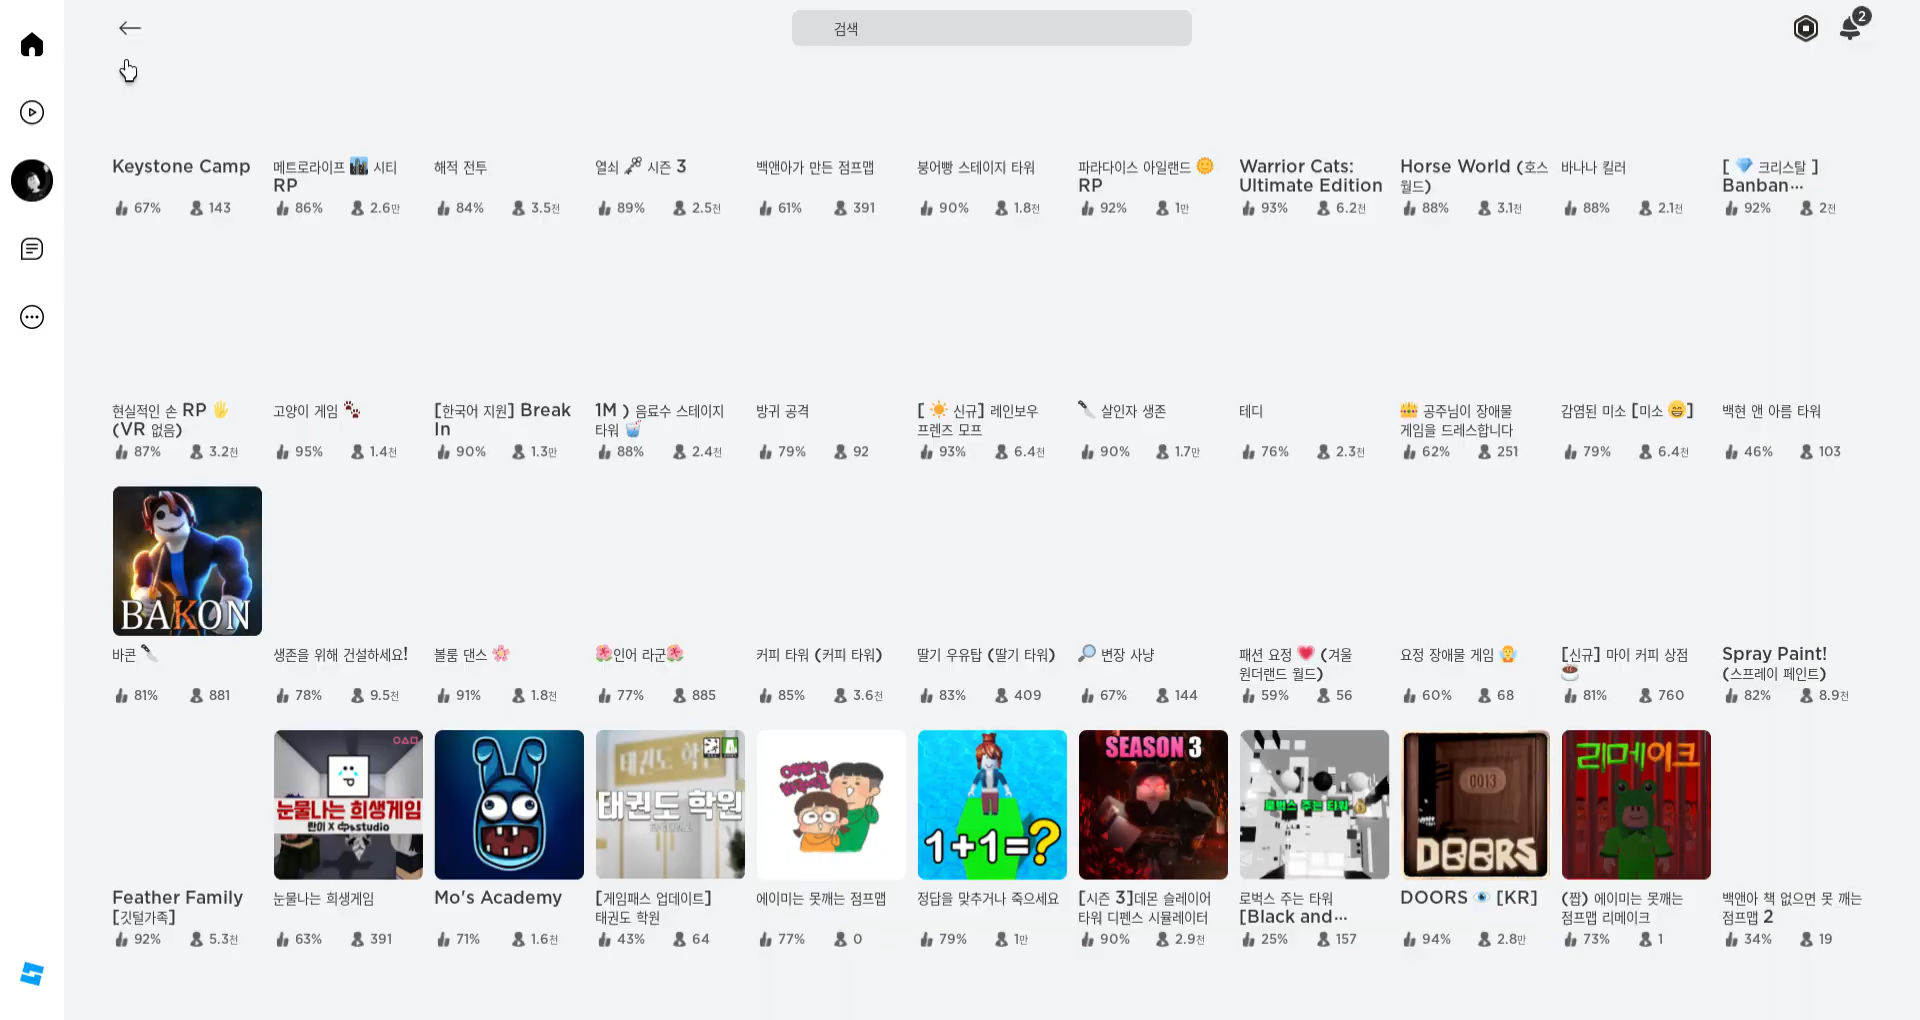 검색
2
Keystone Camp
메트로라이프 🌃 시티
RP
해적 전투
열쇠 🗝 시즌 3
백앤아가 만든 점프맵
붕어빵 스테이지 타워
파라다이스 아일랜드 🌞
RP
Warrior Cats:
Ultimate Edition
Horse World (호스
월드)
바나나 킬러
[ 💎 크리스탈 ]
Banban...
67% 143
86% 2.6만
84% 3.5천
89% 2.5천
61% 391
90% 1.8천
92% 1만
93% 6.2천
88% 3.1천
88% 2.1천
92% 2천
현실적인 손 RP 🖐
(VR 없음)
고양이 게임 🐾
[한국어 지원] Break
In
1M ) 음료수 스테이지
타워 🥤
방귀 공격
[ ☀ 신규] 레인보우
프렌즈 모프
🔪 살인자 생존
테디
👑 공주님이 장애물
게임을 드레스합니다
감염된 미소 [미소 😁]
백현 앤 아름 타워
87% 3.2천
95% 1.4천
90% 1.3만
88% 2.4천
79% 92
93% 6.4천
90% 1.7만
76% 2.3천
62% 251
79% 6.4천
46% 103
BAKON
바콘 🔪
생존을 위해 건설하세요!
볼룸 댄스 🌸
🌺인어 라군🌺
커피 타워 (커피 타워)
딸기 우유탑 (딸기 타워)
🔎 변장 사냥
패션 요정 💗 (겨울
원더랜드 월드)
요정 장애물 게임 🧚
[신규] 마이 커피 상점
☕
Spray Paint!
(스프레이 페인트)
81% 881
78% 9.5천
91% 1.8천
77% 885
85% 3.6천
83% 409
67% 144
59% 56
60% 68
81% 760
82% 8.9천
눈물나는 희생게임
란이 X dpsstudio
태권도 학원
1+1=?
SEASON 3
로벅스 주는 타워
0013
DOORS
리메이크
Feather Family
[깃털가족]
눈물나는 희생게임
Mo's Academy
[게임패스 업데이트]
태권도 학원
에이미는 못깨는 점프맵
정답을 맞추거나 죽으세요
[시즌 3]데몬 슬레이어
타워 디펜스 시뮬레이터
로벅스 주는 타워
[Black and...
DOORS 👁 [KR]
(짭) 에이미는 못깨는
점프맵 리메이크
백앤아 책 없으면 못 깨는
점프맵 2
92% 5.3천
63% 391
71% 1.6천
43% 64
77% 0
79% 1만
90% 2.9천
25% 157
94% 2.8만
73% 1
34% 19